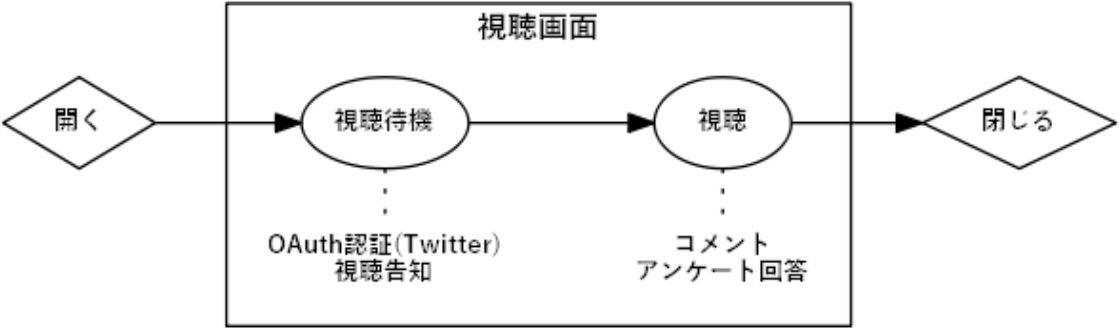 視聴画面
開く
視聴待機
視聴
閉じる
OAuth認証(Twitter)
視聴告知
コメント
アンケート回答